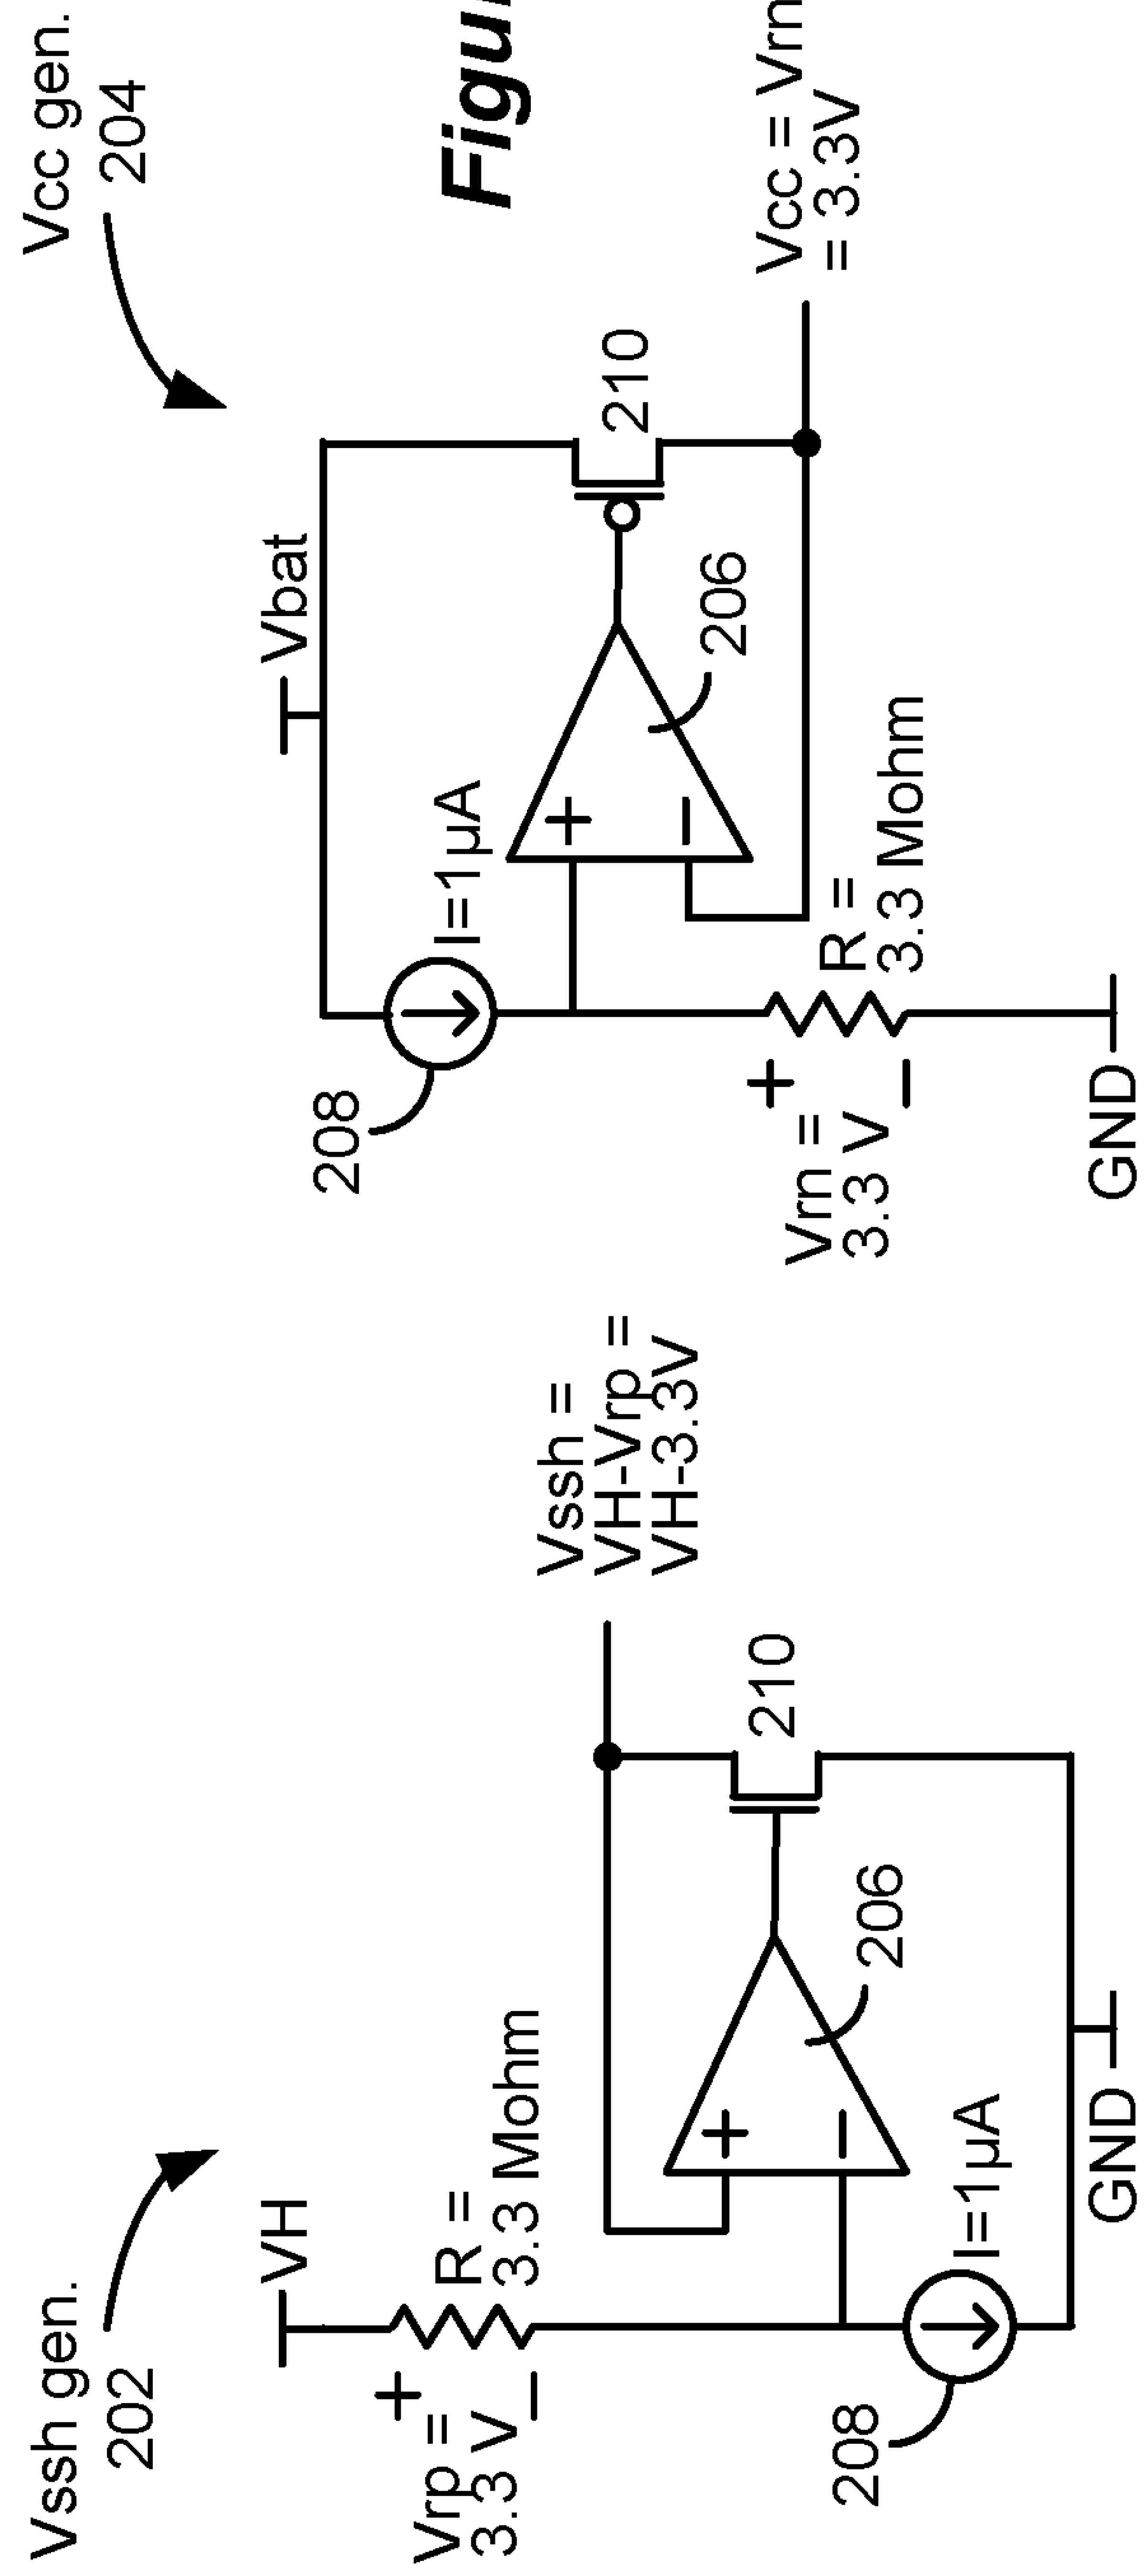 Vssh gen.
202
VH
Vrp =
3.3 V
+
–
R =
3.3 Mohm
Vssh =
VH-Vrp =
VH-3.3V
+
–
206
210
208
I=1µA
GND
Vcc gen.
204
Vbat
208
I=1µA
+
–
206
210
Vrn =
3.3 V
+
–
R =
3.3 Mohm
GND
Vcc = Vrn
= 3.3V